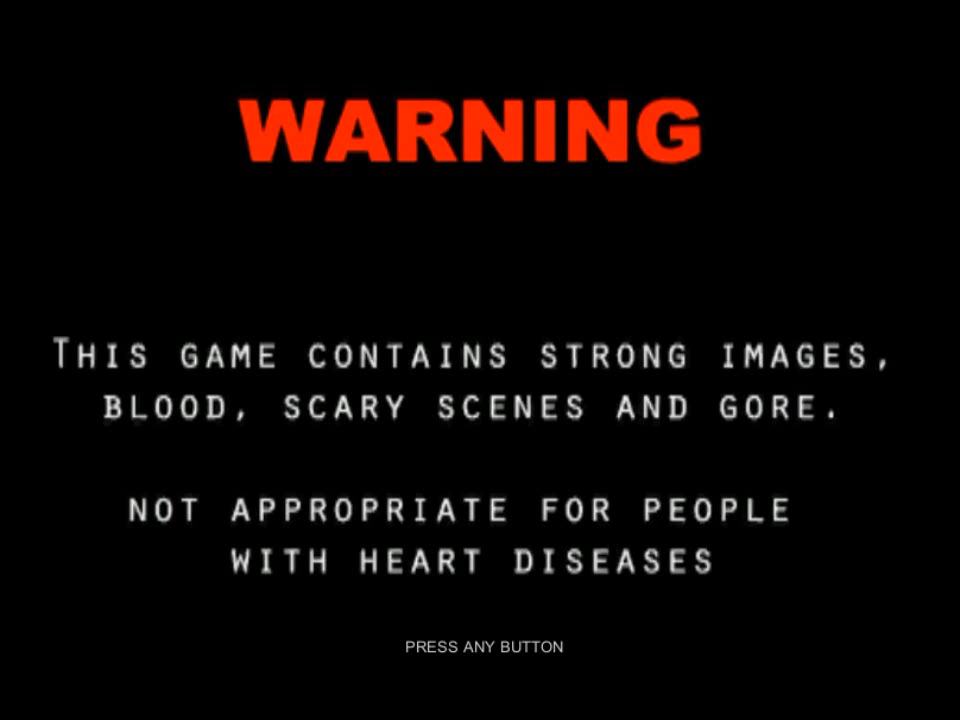 WARNING
THIS GAME CONTAINS STRONG IMAGES,
BLOOD, SCARY SCENES AND GORE.
NOT APPROPRIATE FOR PEOPLE
WITH HEART DISEASES
PRESS ANY BUTTON